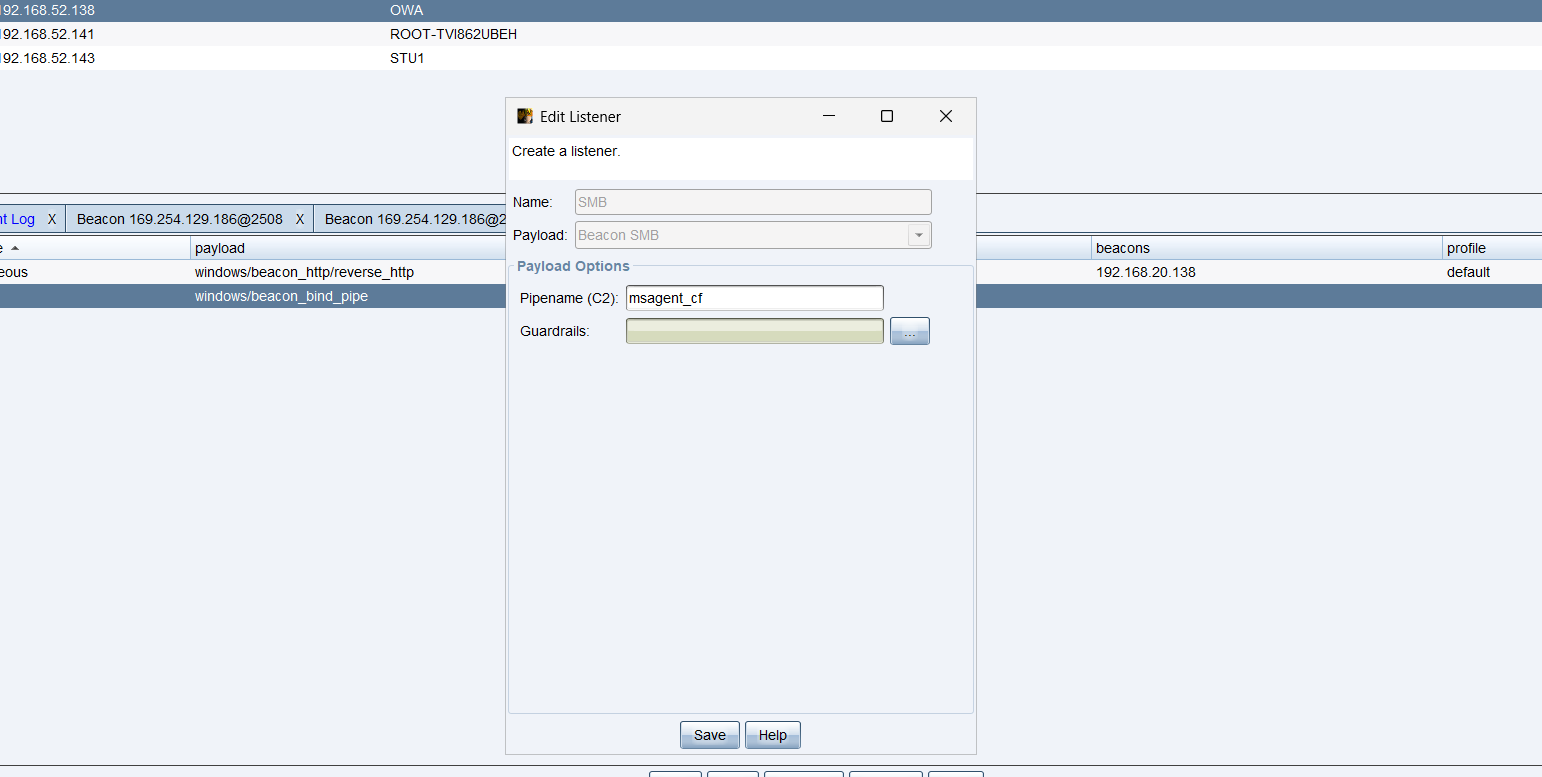 192.168.52.138 OWA
192.168.52.141 ROOT-TVI862UBEH
192.168.52.143 STU1
Edit Listener
Create a listener.
Name: SMB
Payload: Beacon SMB
Payload Options
Pipename (C2): msagent_cf
Guardrails: ...
Save Help
nt Log X Beacon 169.254.129.186@2508 X Beacon 169.254.129.186@2
e payload beacons profile
eous windows/beacon_http/reverse_http 192.168.20.138 default
windows/beacon_bind_pipe